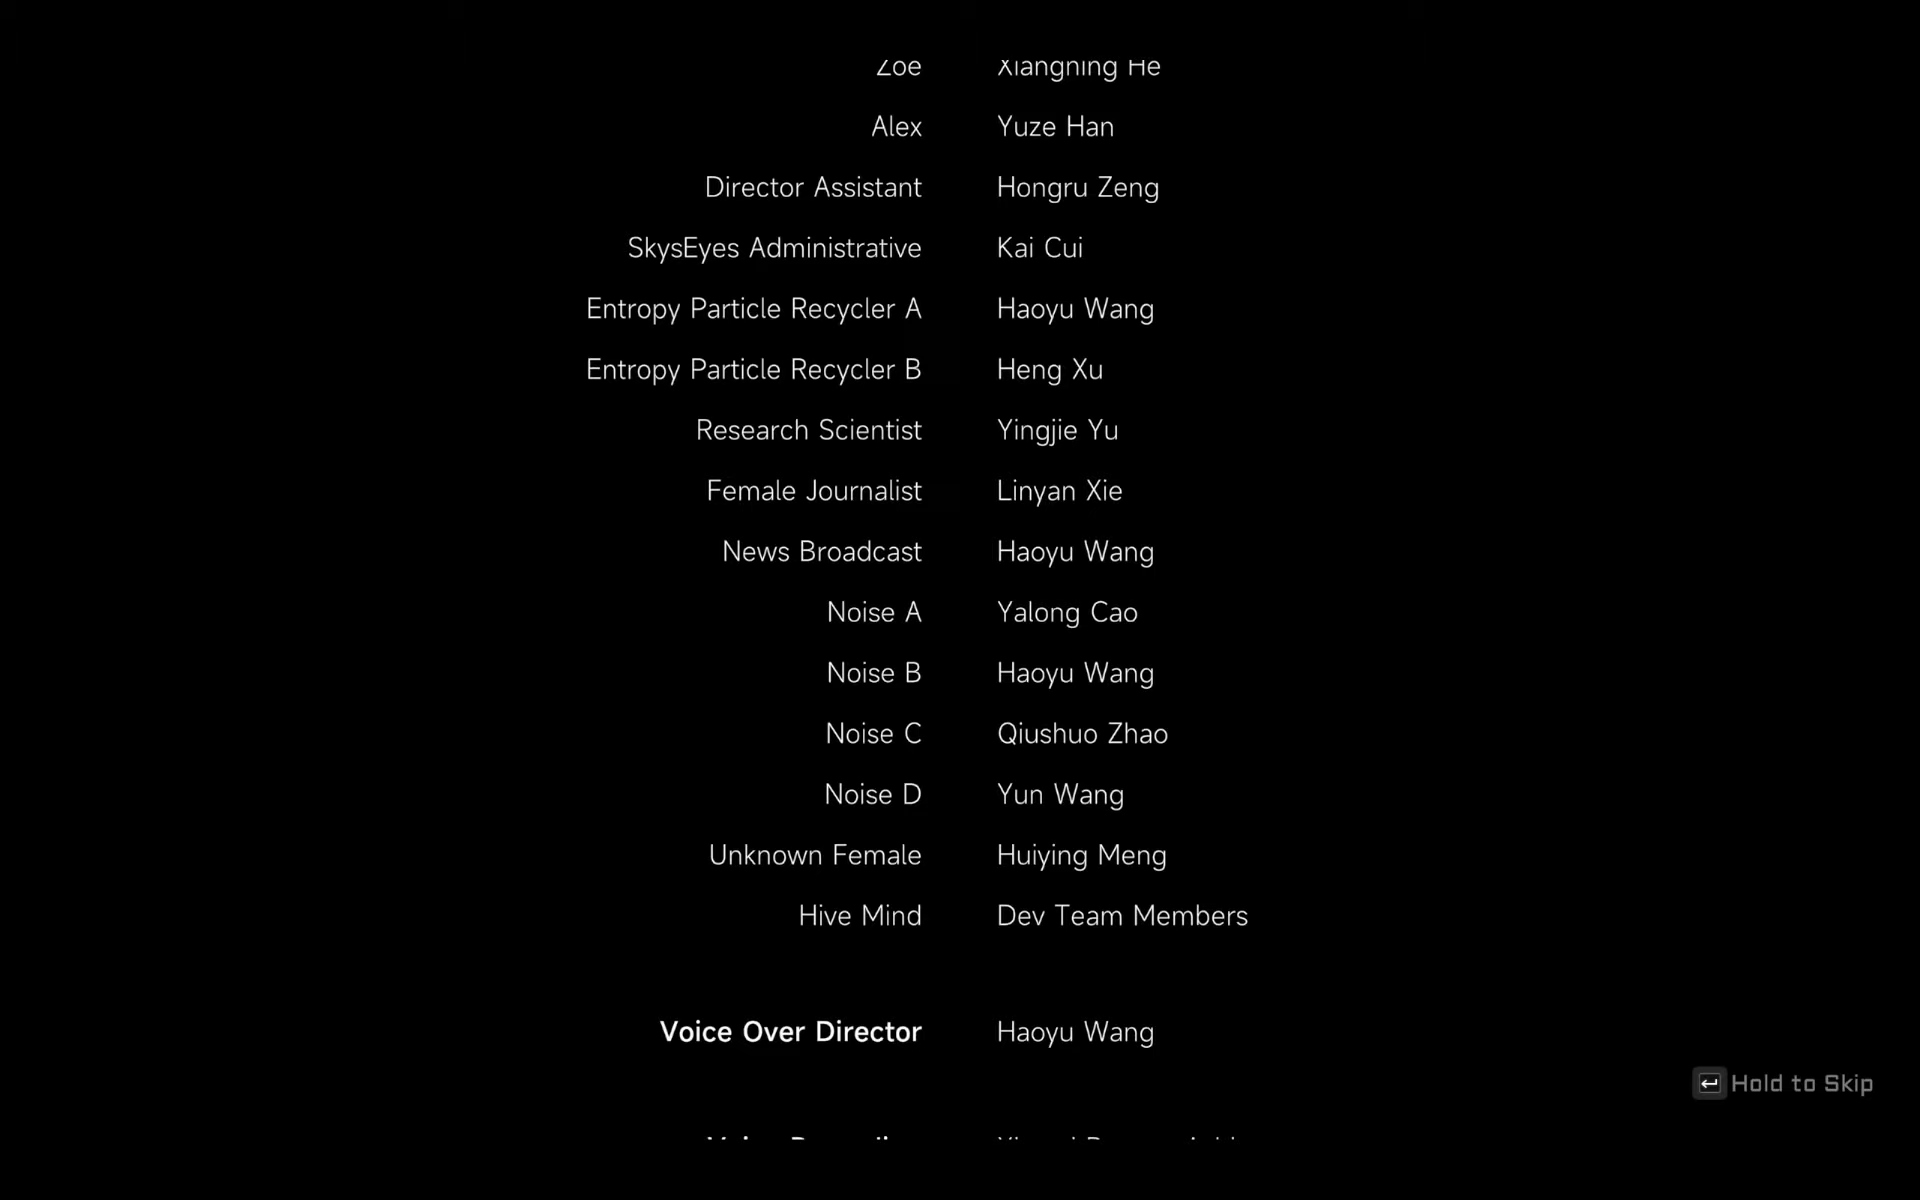 Zoe Xiangning He
Alex Yuze Han
Director Assistant Hongru Zeng
SkysEyes Administrative Kai Cui
Entropy Particle Recycler A Haoyu Wang
Entropy Particle Recycler B Heng Xu
Research Scientist Yingjie Yu
Female Journalist Linyan Xie
News Broadcast Haoyu Wang
Noise A Yalong Cao
Noise B Haoyu Wang
Noise C Qiushuo Zhao
Noise D Yun Wang
Unknown Female Huiying Meng
Hive Mind Dev Team Members
Voice Over Director Haoyu Wang
Hold to Skip